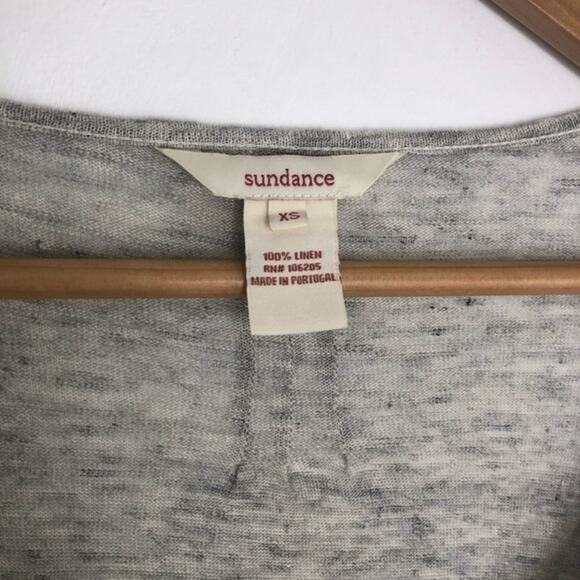 sundance
XS
100% LINEN
RN# 106205
MADE IN PORTUGAL